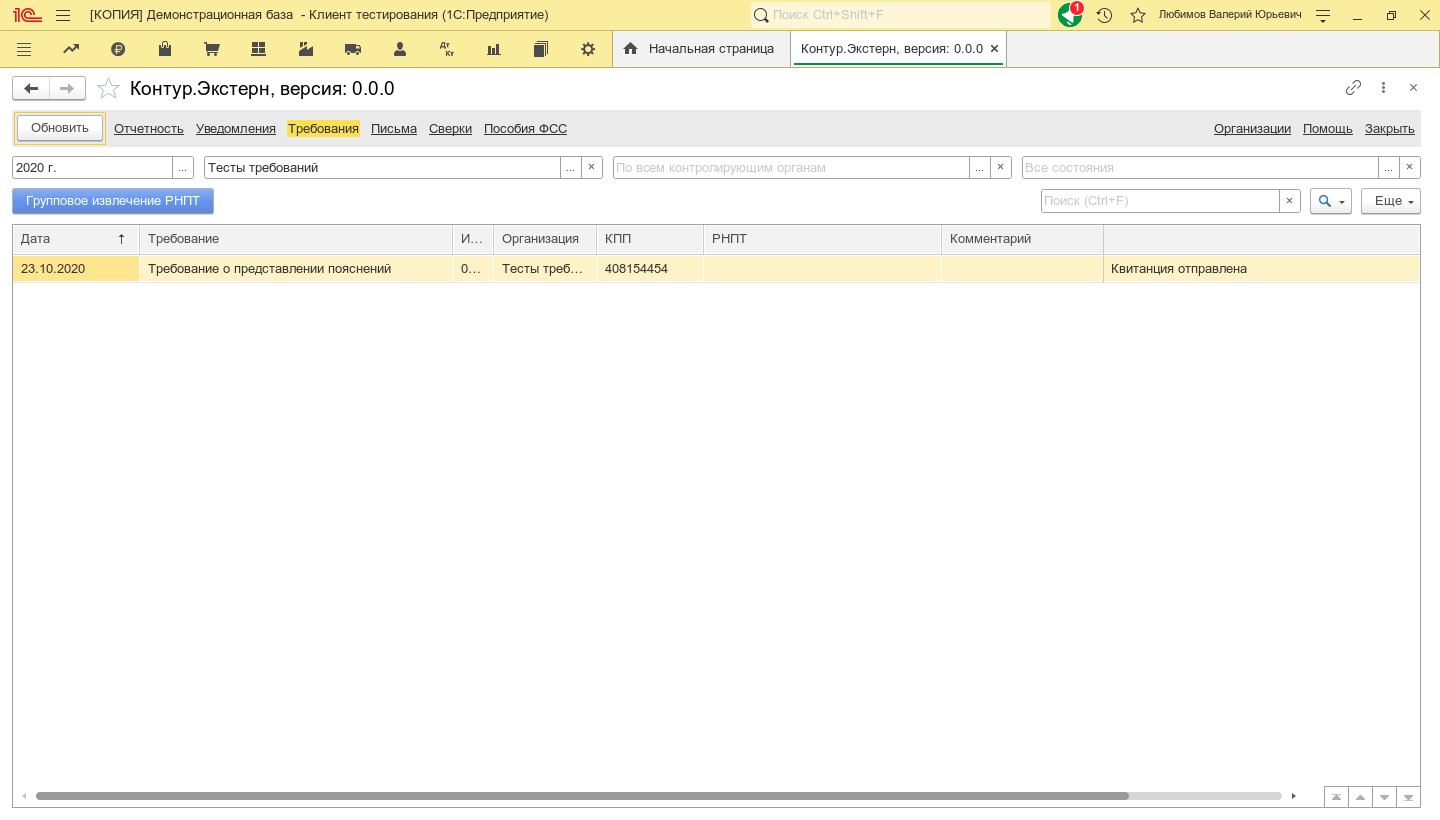 [КОПИЯ] Демонстрационная база - Клиент тестирования (1С:Предприятие) Поиск Ctrl+Shift+F 1 Любимов Валерий Юрьевич
Дт Кт Начальная страница Контур.Экстерн, версия: 0.0.0
Контур.Экстерн, версия: 0.0.0
Обновить Отчетность Уведомления Требования Письма Сверки Пособия ФСС Организации Помощь Закрыть
2020 г. ... Тесты требований ... × По всем контролирующим органам ... × Все состояния ... ×
Групповое извлечение РНПТ Поиск (Ctrl+F) × Еще
Дата ↑ Требование И... Организация КПП РНПТ Комментарий
23.10.2020 Требование о представлении пояснений 0... Тесты треб... 408154454 Квитанция отправлена